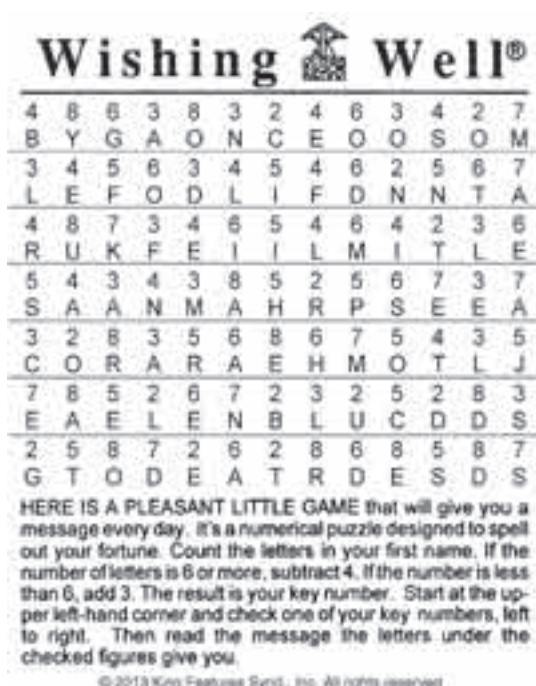 Wishing Well®
4 8 6 3 8 3 2 4 6 3 4 2 7
B Y G A O N C E O O S O M
3 4 5 6 3 4 5 4 6 2 5 6 7
L E F O D L I F D N N T A
4 8 7 3 4 6 5 4 6 4 2 3 6
R U K F E I I L M I T L E
5 4 3 4 3 8 5 2 5 6 7 3 7
S A A N M A H R P S E E A
3 2 8 3 5 6 8 6 7 5 4 3 5
C O R A R A E H M O T L J
7 8 5 2 6 7 2 3 2 5 2 8 3
E A E L E N B L U C D D S
2 5 8 7 2 6 2 8 6 8 5 8 7
G T O D E A T R D E S D S
HERE IS A PLEASANT LITTLE GAME that will give you a
message every day. It's a numerical puzzle designed to spell
out your fortune. Count the letters in your first name. If the
number of letters is 6 or more, subtract 4. If the number is less
than 6, add 3. The result is your key number. Start at the up-
per left-hand corner and check one of your key numbers, left
to right. Then read the message the letters under the
checked figures give you.
© 2013 King Features Synd., Inc. All rights reserved